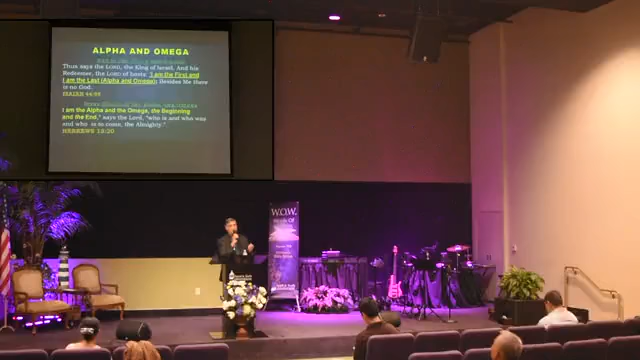 ALPHA AND OMEGA
Thus says the LORD, the King of Israel, And his
Redeemer, the LORD of hosts: "I am the First and
I am the Last (Alpha and Omega); Besides Me there
is no God.
ISAIAH 44:6
I am the Alpha and the Omega, the Beginning
and the End," says the Lord, "who is and who was
and who is to come, the Almighty."
HEBREWS 13:20
W.O.W.